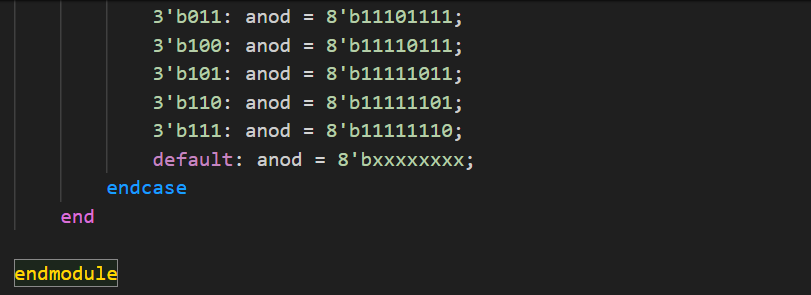 3'b011: anod = 8'b11101111;
3'b100: anod = 8'b11110111;
3'b101: anod = 8'b11111011;
3'b110: anod = 8'b11111101;
3'b111: anod = 8'b11111110;
default: anod = 8'bxxxxxxxx;
endcase
end
endmodule